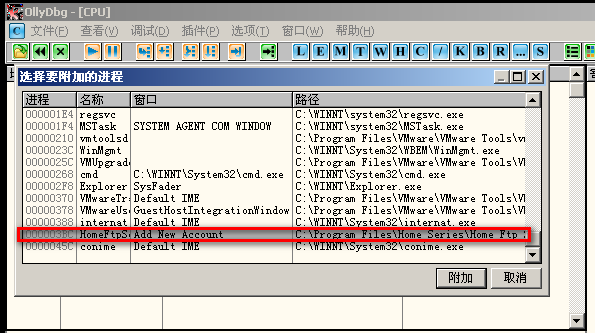 OllyDbg - [CPU]
C 文件(F) 查看(V) 调试(D) 插件(P) 选项(T) 窗口(W) 帮助(H)
L E M T W H C / K B R ... S
选择要附加的进程
进程 名称 窗口 路径
000001E4 regsvc C:\WINNT\system32\regsvc.exe
000001F4 MSTask SYSTEM AGENT COM WINDOW C:\WINNT\system32\MSTask.exe
00000210 vmtoolsd C:\Program Files\VMware\VMware Tools\vm
0000023C WinMgmt C:\WINNT\System32\WBEM\WinMgmt.exe
0000025C VMUpgrade C:\Program Files\VMware\VMware Tools\VM
00000268 cmd C:\WINNT\System32\cmd.exe C:\WINNT\System32\cmd.exe
000002F8 Explorer SysFader C:\WINNT\Explorer.exe
00000370 VMwareTr Default IME C:\Program Files\VMware\VMware Tools\VM
00000378 VMwareUs GuestHostIntegrationWindow C:\Program Files\VMware\VMware Tools\VM
00000388 internat Default IME C:\WINNT\System32\internat.exe
000003BC HomeFtpS Add New Account C:\Program Files\Home Series\Home Ftp
0000045C conime Default IME C:\WINNT\System32\conime.exe
附加 取消